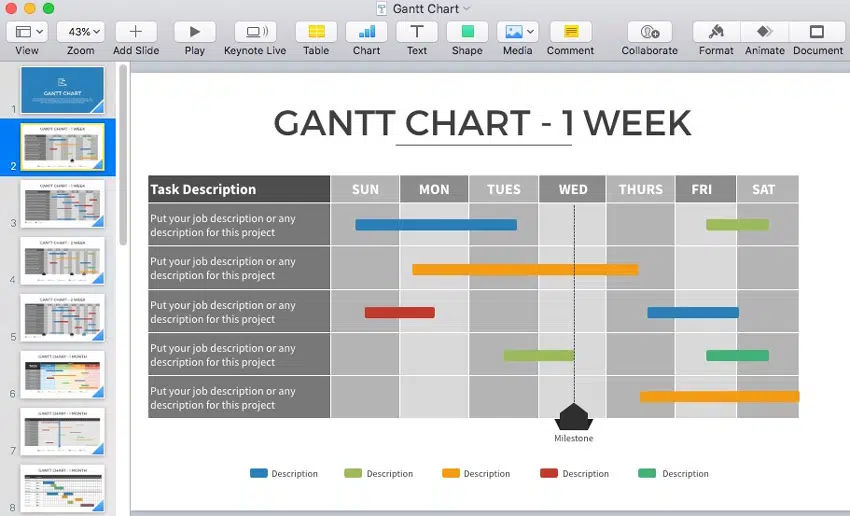 Gantt Chart
43%
View
Zoom
Add Slide
Play
Keynote Live
Table
Chart
Text
Shape
Media
Comment
Collaborate
Format
Animate
Document
1
GANTT CHART
2
GANTT CHART - 1 WEEK
3
GANTT CHART - 1 WEEK
4
GANTT CHART - 2 WEEK
5
GANTT CHART - 2 WEEK
6
GANTT CHART - 1 MONTH
7
GANTT CHART - 1 MONTH
8
GANTT CHART - 1 MONTH
GANTT CHART - 1 WEEK
Task Description SUN MON TUES WED THURS FRI SAT
Put your job description or any
description for this project
Put your job description or any
description for this project
Put your job description or any
description for this project
Put your job description or any
description for this project
Put your job description or any
description for this project
Milestone
Description Description Description Description Description